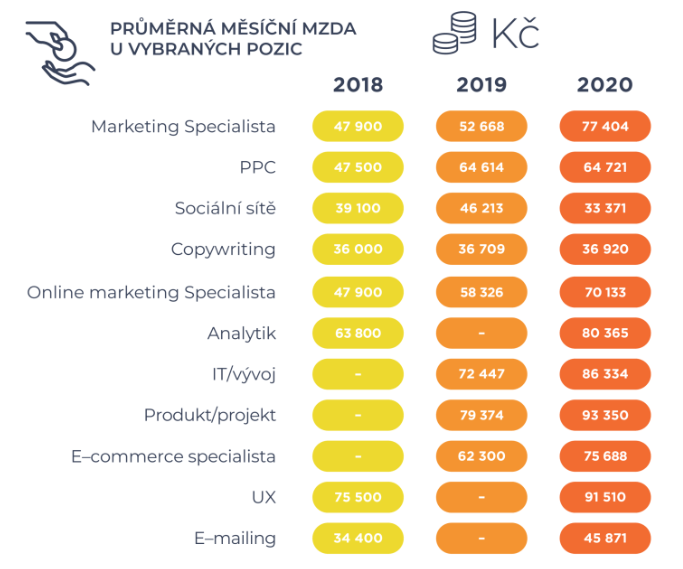 PRŮMĚRNÁ MĚSÍČNÍ MZDA
U VYBRANÝCH POZIC
Kč
2018 2019 2020
Marketing Specialista 47 900 52 668 77 404
PPC 47 500 64 614 64 721
Sociální sítě 39 100 46 213 33 371
Copywriting 36 000 36 709 36 920
Online marketing Specialista 47 900 58 326 70 133
Analytik 63 800 - 80 365
IT/vývoj - 72 447 86 334
Produkt/projekt - 79 374 93 350
E–commerce specialista - 62 300 75 688
UX 75 500 - 91 510
E–mailing 34 400 - 45 871